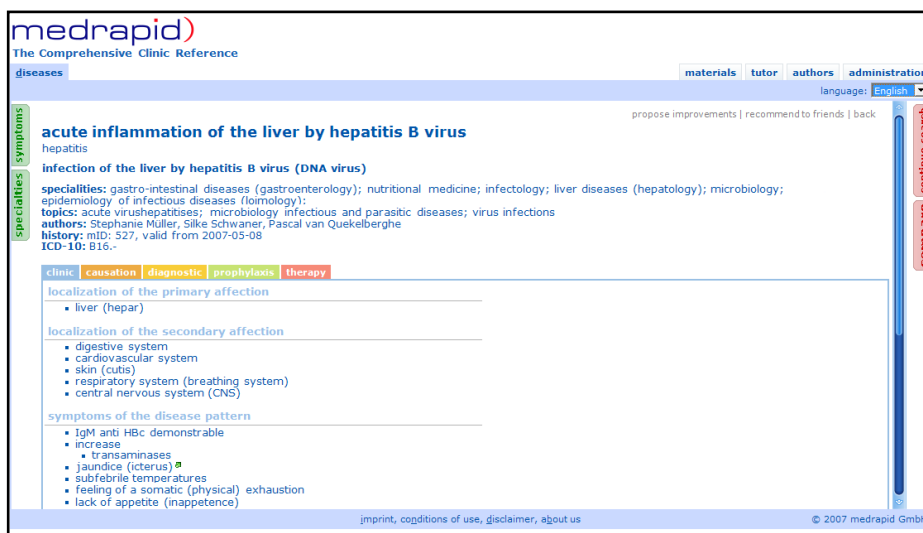 medrapid)
The Comprehensive Clinic Reference
diseases
materials tutor authors administration
language: English
symptoms
specialties
propose improvements | recommend to friends | back
acute inflammation of the liver by hepatitis B virus
hepatitis
infection of the liver by hepatitis B virus (DNA virus)
specialities: gastro-intestinal diseases (gastroenterology); nutritional medicine; infectology; liver diseases (hepatology); microbiology;
epidemiology of infectious diseases (loimology):
topics: acute virushepatitises; microbiology infectious and parasitic diseases; virus infections
authors: Stephanie Müller, Silke Schwaner, Pascal van Quekelberghe
history: mID: 527, valid from 2007-05-08
ICD-10: B16.-
clinic causation diagnostic prophylaxis therapy
localization of the primary affection
liver (hepar)
localization of the secondary affection
digestive system
cardiovascular system
skin (cutis)
respiratory system (breathing system)
central nervous system (CNS)
symptoms of the disease pattern
IgM anti HBc demonstrable
increase
transaminases
jaundice (icterus)
subfebrile temperatures
feeling of a somatic (physical) exhaustion
lack of appetite (inappetence)
imprint, conditions of use, disclaimer, about us
© 2007 medrapid GmbH